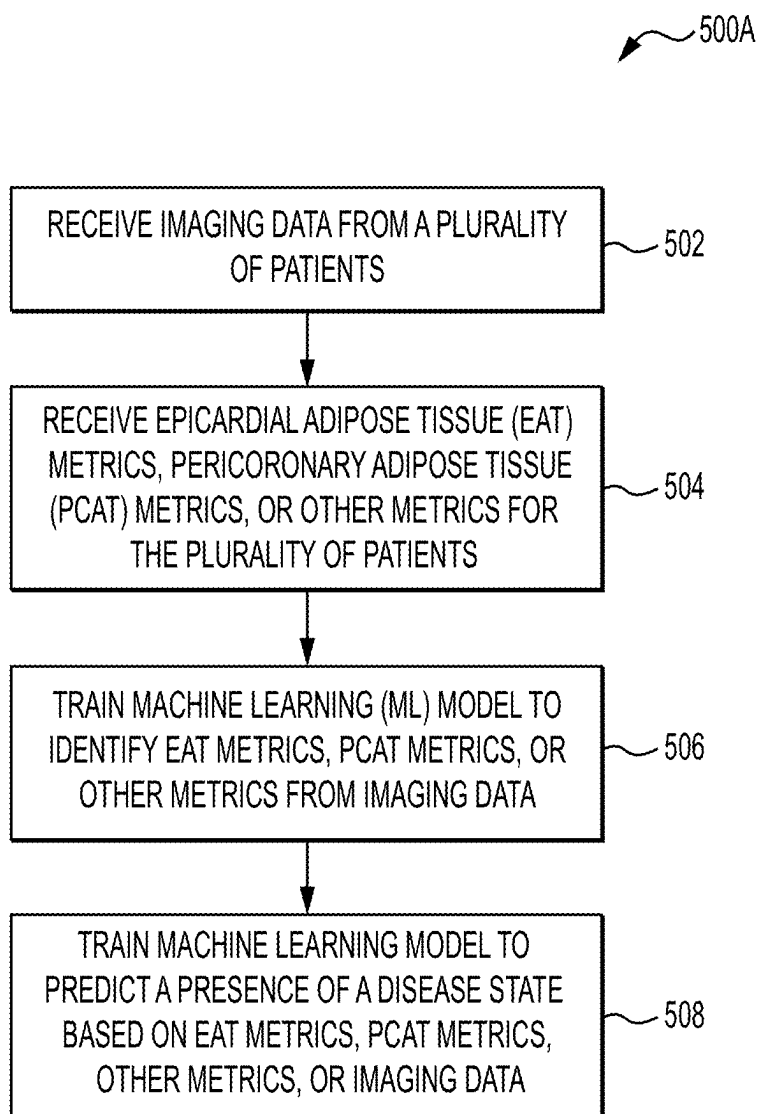 500A
RECEIVE IMAGING DATA FROM A PLURALITY
OF PATIENTS
502
RECEIVE EPICARDIAL ADIPOSE TISSUE (EAT)
METRICS, PERICORONARY ADIPOSE TISSUE
(PCAT) METRICS, OR OTHER METRICS FOR
THE PLURALITY OF PATIENTS
504
TRAIN MACHINE LEARNING (ML) MODEL TO
IDENTIFY EAT METRICS, PCAT METRICS, OR
OTHER METRICS FROM IMAGING DATA
506
TRAIN MACHINE LEARNING MODEL TO
PREDICT A PRESENCE OF A DISEASE STATE
BASED ON EAT METRICS, PCAT METRICS,
OTHER METRICS, OR IMAGING DATA
508